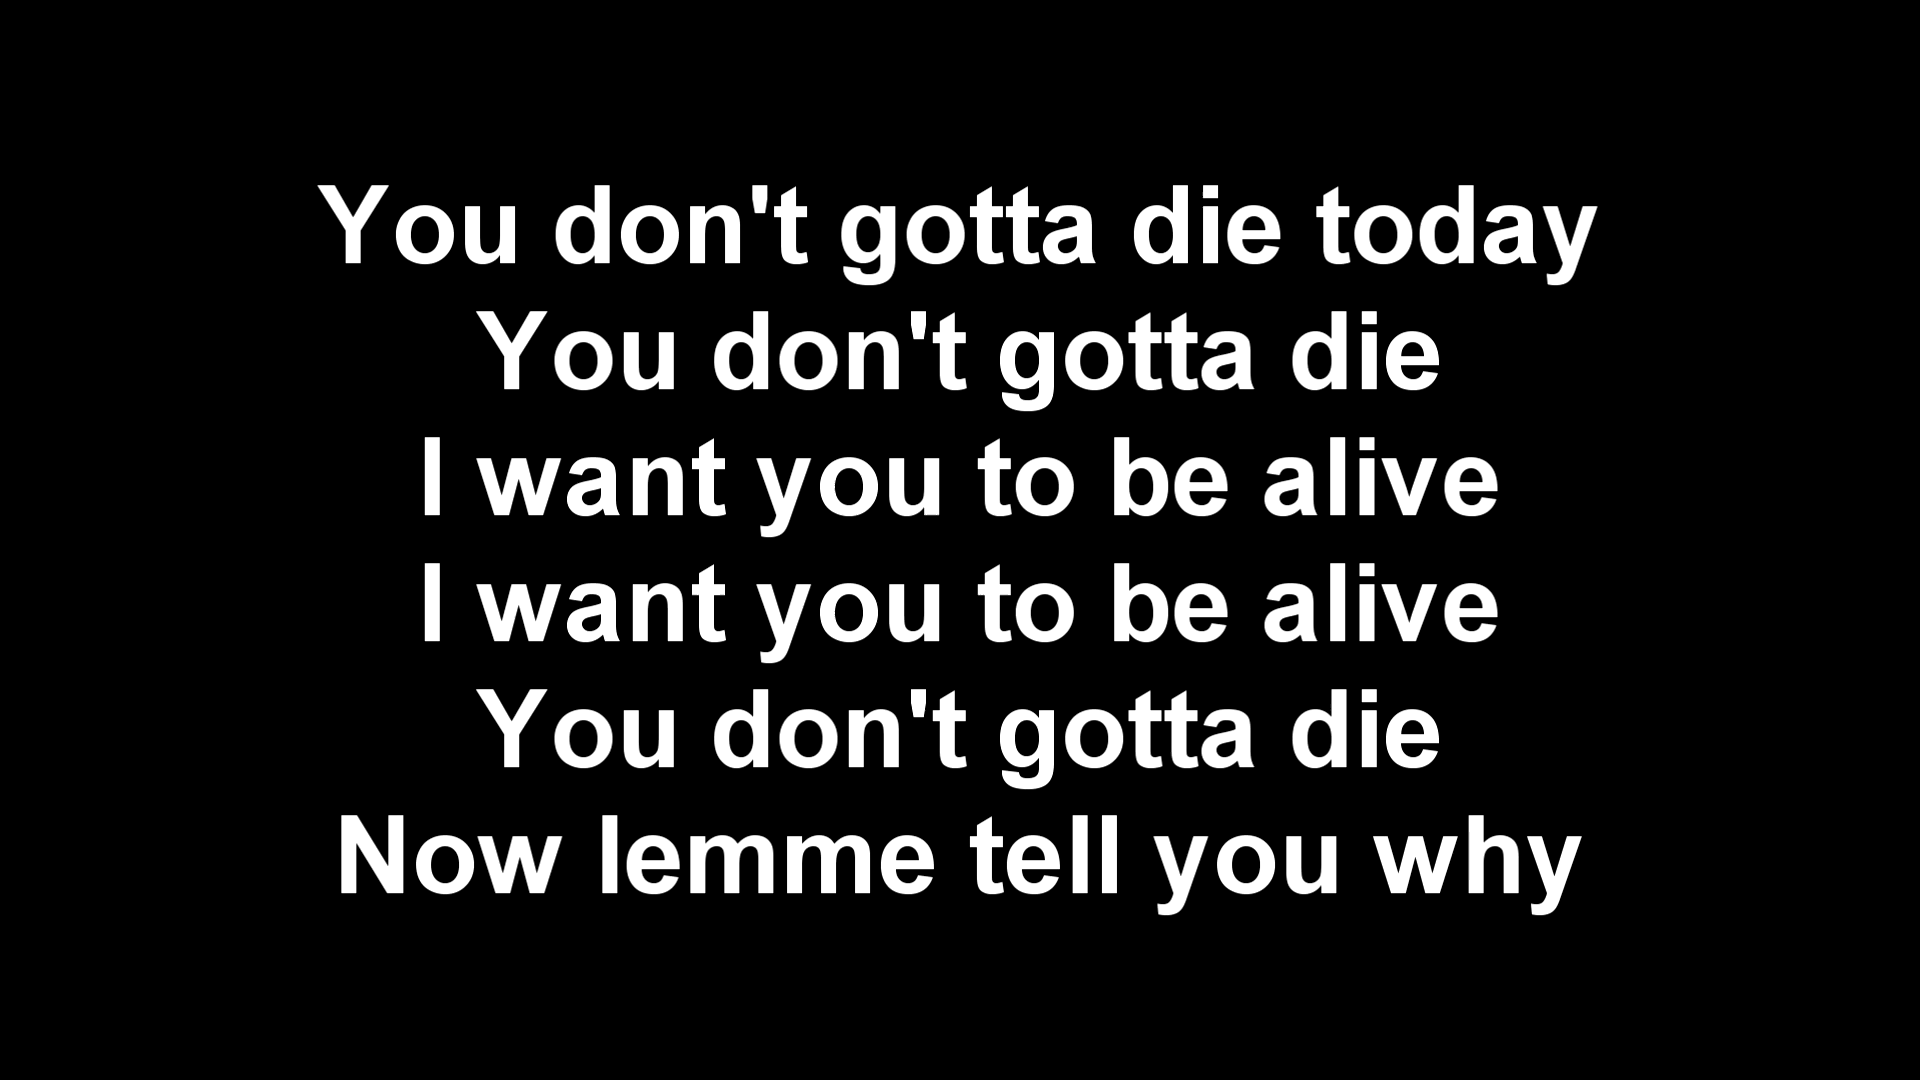 You don't gotta die today
You don't gotta die
I want you to be alive
I want you to be alive
You don't gotta die
Now lemme tell you why